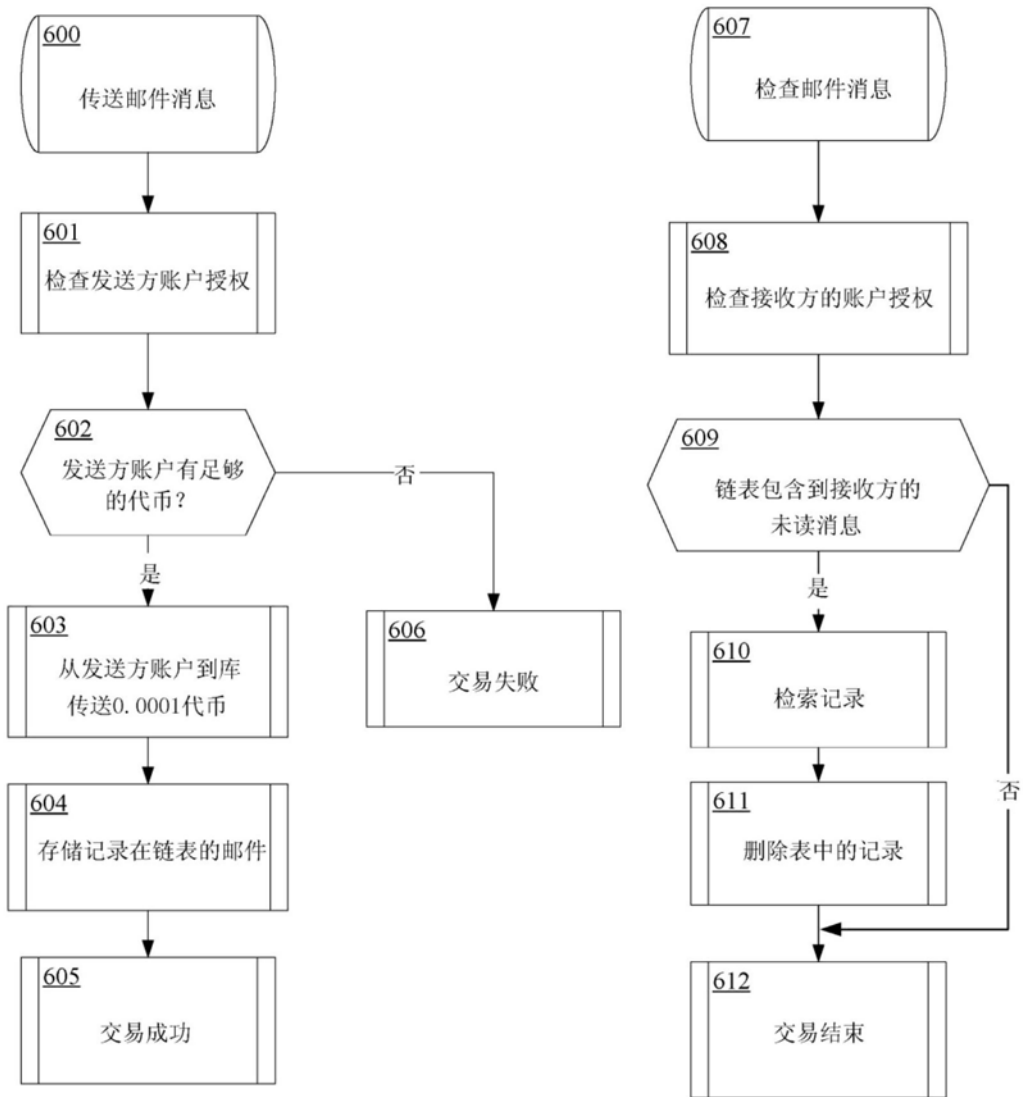 600
传送邮件消息
601
检查发送方账户授权
602
发送方账户有足够
的代币?
否
是
603
从发送方账户到库
传送0.0001代币
606
交易失败
604
存储记录在链表的邮件
605
交易成功
607
检查邮件消息
608
检查接收方的账户授权
609
链表包含到接收方的
未读消息
是
610
检索记录
否
611
删除表中的记录
612
交易结束